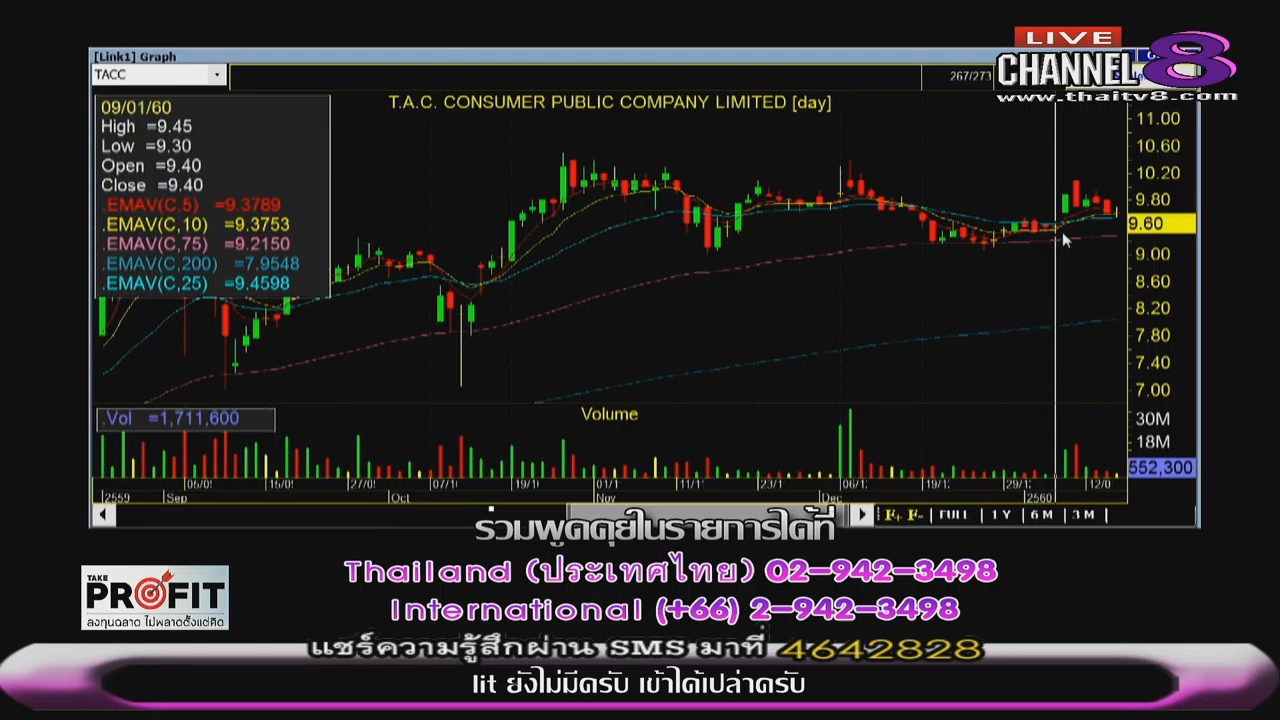 LIVE
CHANNEL 8
www.thaitv8.com
[Link1] Graph
TACC
267/273
T.A.C. CONSUMER PUBLIC COMPANY LIMITED [day]
09/01/60
High =9.45
Low =9.30
Open =9.40
Close =9.40
.EMAV(C,5) =9.3789
.EMAV(C,10) =9.3753
.EMAV(C,75) =9.2150
.EMAV(C,200) =7.9548
.EMAV(C,25) =9.4598
11.00
10.60
10.20
9.80
9.60
9.00
8.60
8.20
7.80
7.40
7.00
.Vol =1,711,600
Volume
30M
18M
552,300
2559 Sep Oct Nov Dec 2560
F+ F- FULL 1 Y 6 M 3 M
ร่วมพูดคุยในรายการได้ที่
Thailand (ประเทศไทย) 02-942-3498
International (+66) 2-942-3498
TAKE
PROFIT
ลงทุนฉลาด ไม่พลาดตั้งแต่คิด
แชร์ความรู้สึกผ่าน SMS มาที่ 4642828
lit ยังไม่มีครับ เข้าได้เปล่าครับ